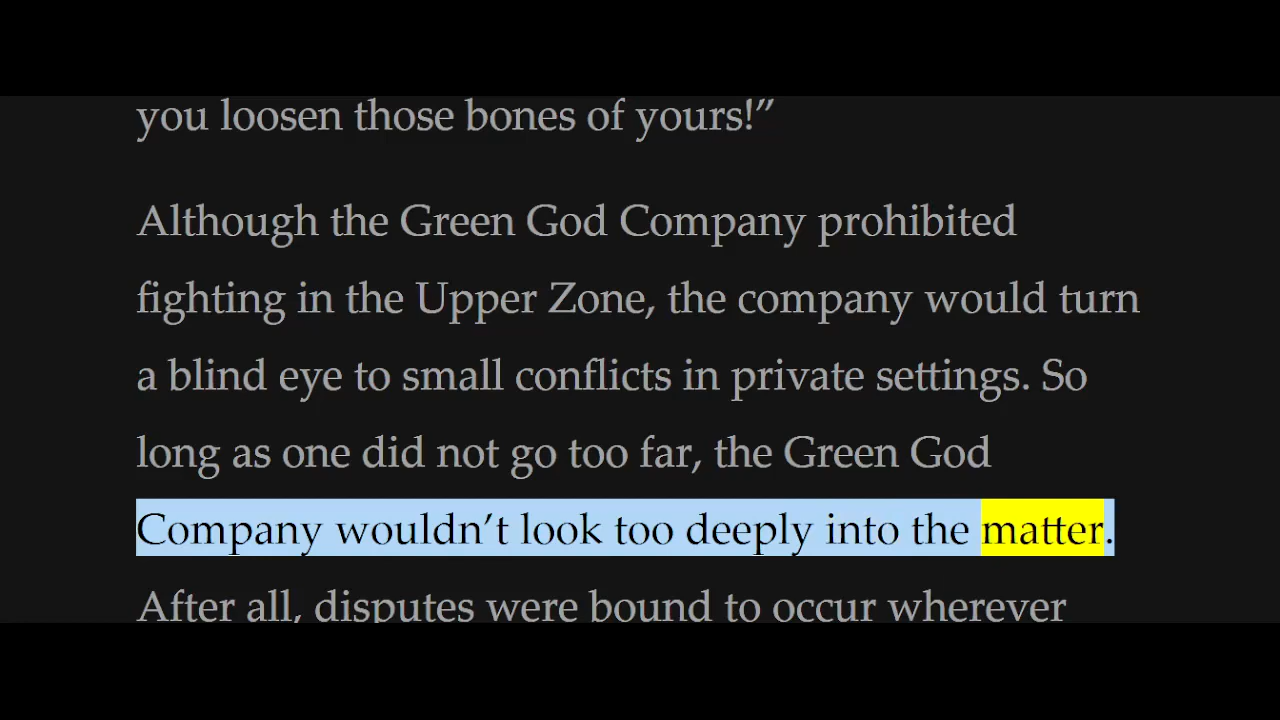 you loosen those bones of yours!”
Although the Green God Company prohibited
fighting in the Upper Zone, the company would turn
a blind eye to small conflicts in private settings. So
long as one did not go too far, the Green God
Company wouldn’t look too deeply into the matter.
After all, disputes were bound to occur wherever